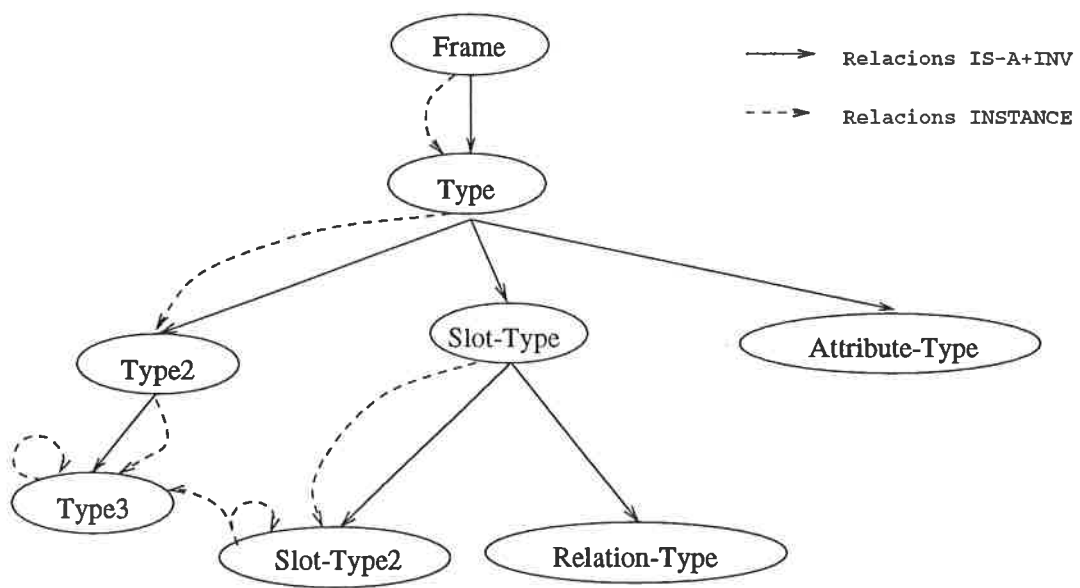 Frame
Relacions IS-A+INV
Relacions INSTANCE
Type
Slot-Type
Attribute-Type
Type2
Type3
Slot-Type2
Relation-Type